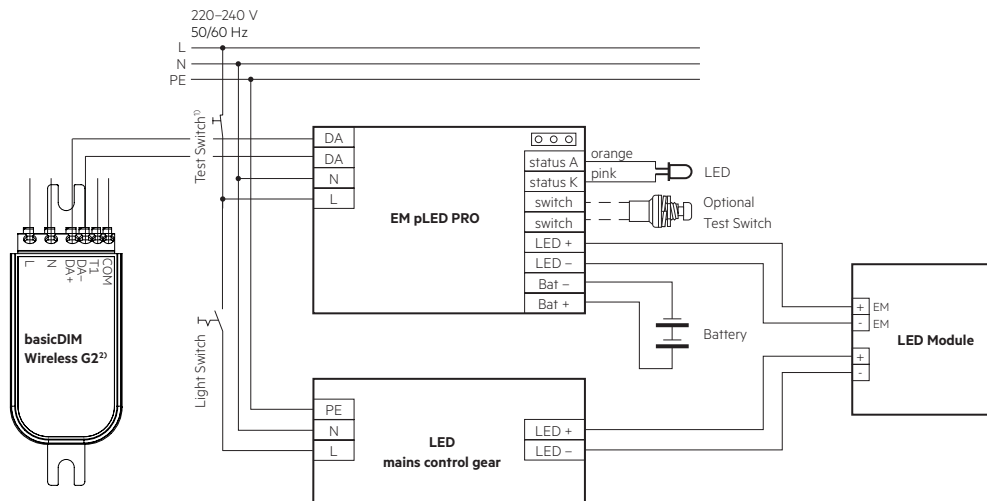 220–240 V
50/60 Hz
L
N
PE
Test Switch¹⁾
DA
DA
N
L
EM pLED PRO
status A
status K
switch
switch
LED +
LED –
Bat –
Bat +
orange
pink
LED
Optional
Test Switch
Battery
+ EM
- EM
+
-
LED Module
L
N
DA+
DA-
T1
COM
basicDIM
Wireless G2²⁾
Light Switch
PE
N
L
LED
mains control gear
LED +
LED –